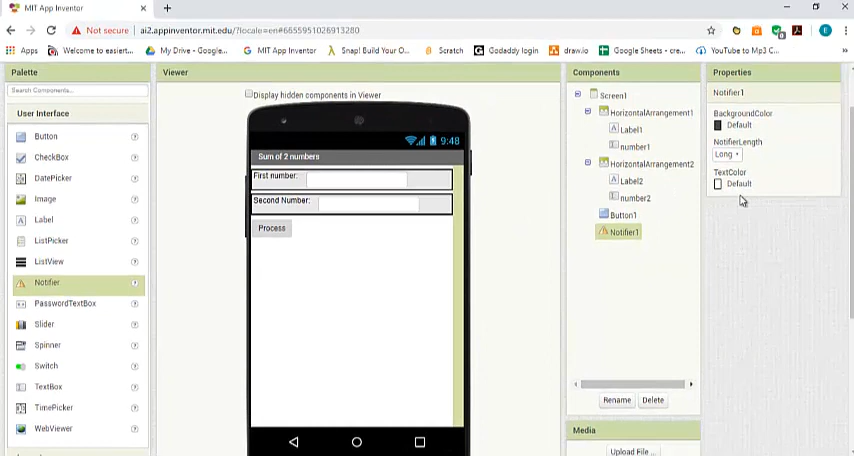 MIT App Inventor
Not secure
ai2.appinventor.mit.edu/?locale=en#6655951026913280
Apps
Welcome to easiert...
My Drive - Google...
MIT App Inventor
Snap! Build Your O...
Scratch
Godaddy login
draw.io
Google Sheets - cre...
YouTube to Mp3 C...
Palette
Search Components...
User Interface
Button
CheckBox
DatePicker
Image
Label
ListPicker
ListView
Notifier
PasswordTextBox
Slider
Spinner
Switch
TextBox
TimePicker
WebViewer
Viewer
Display hidden components in Viewer
9:48
Sum of 2 numbers
First number:
Second Number:
Process
Components
Screen1
HorizontalArrangement1
Label1
number1
HorizontalArrangement2
Label2
number2
Button1
Notifier1
Rename
Delete
Media
Upload File ...
Properties
Notifier1
BackgroundColor
Default
NotifierLength
Long
TextColor
Default